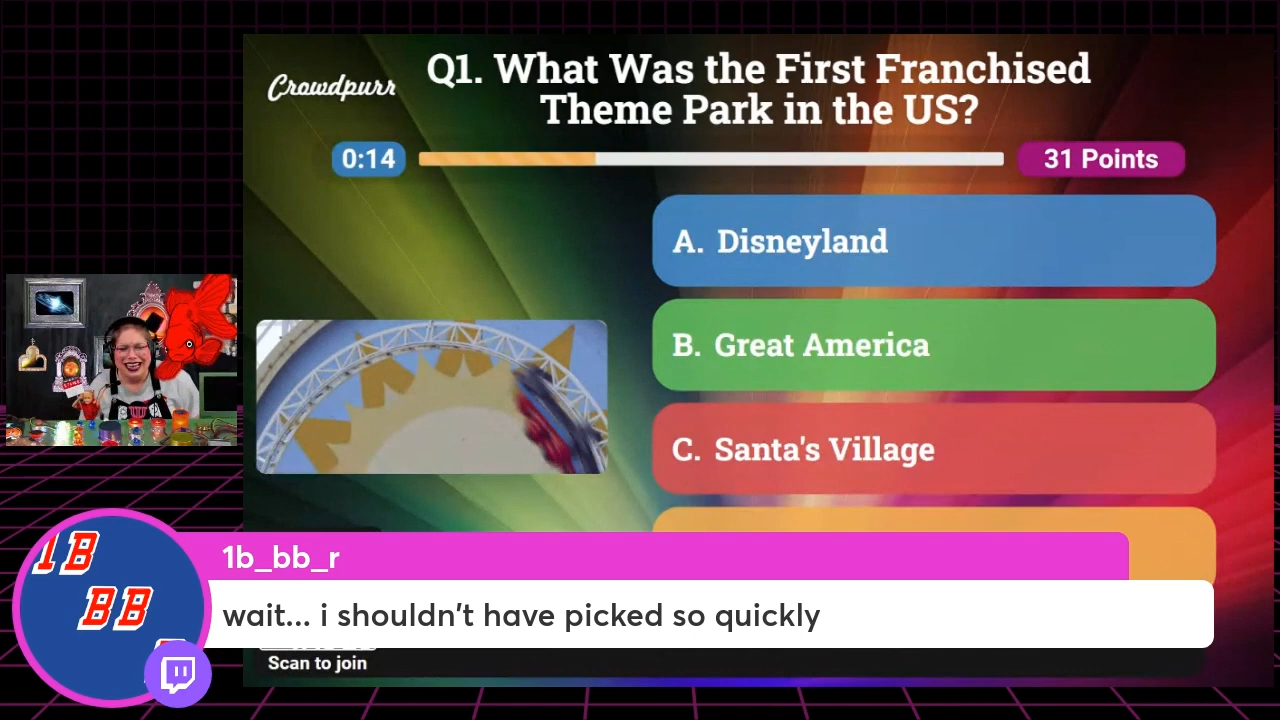 Crowdpurr
Q1. What Was the First Franchised
Theme Park in the US?
0:14
31 Points
A. Disneyland
B. Great America
C. Santa's Village
1B
BB
1b_bb_r
wait... i shouldn't have picked so quickly
Scan to join